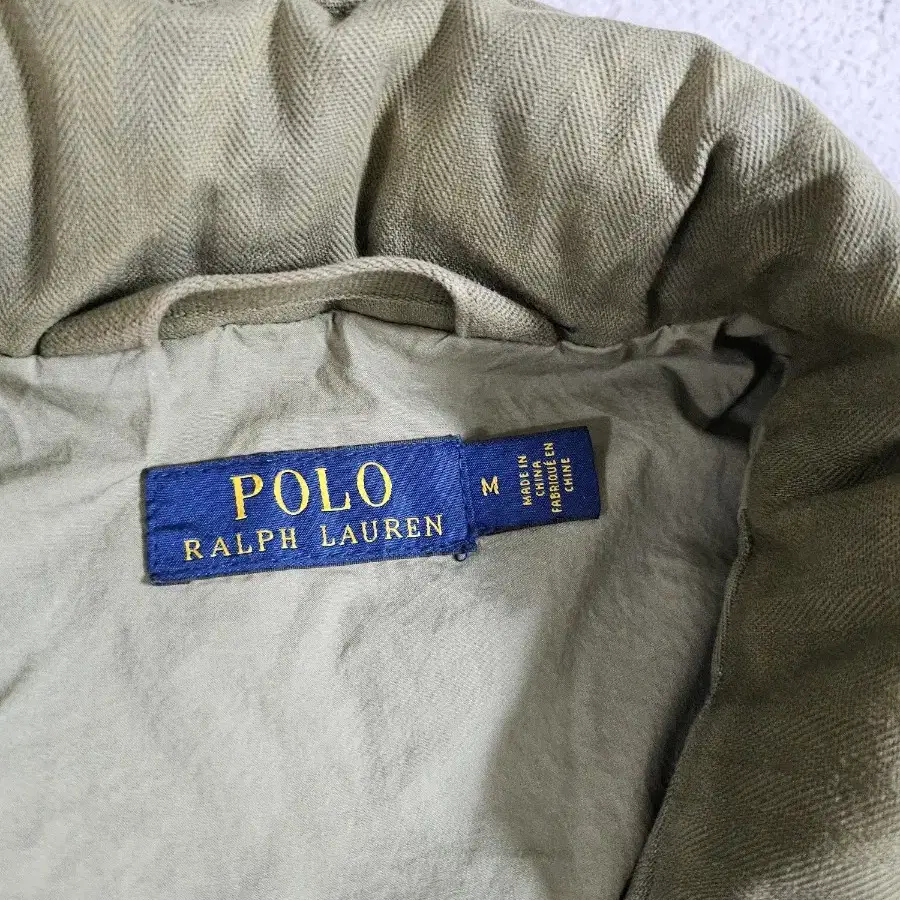 POLO
RALPH LAUREN
M
MADE IN
CHINA
FABRIQUÉ EN
CHINE